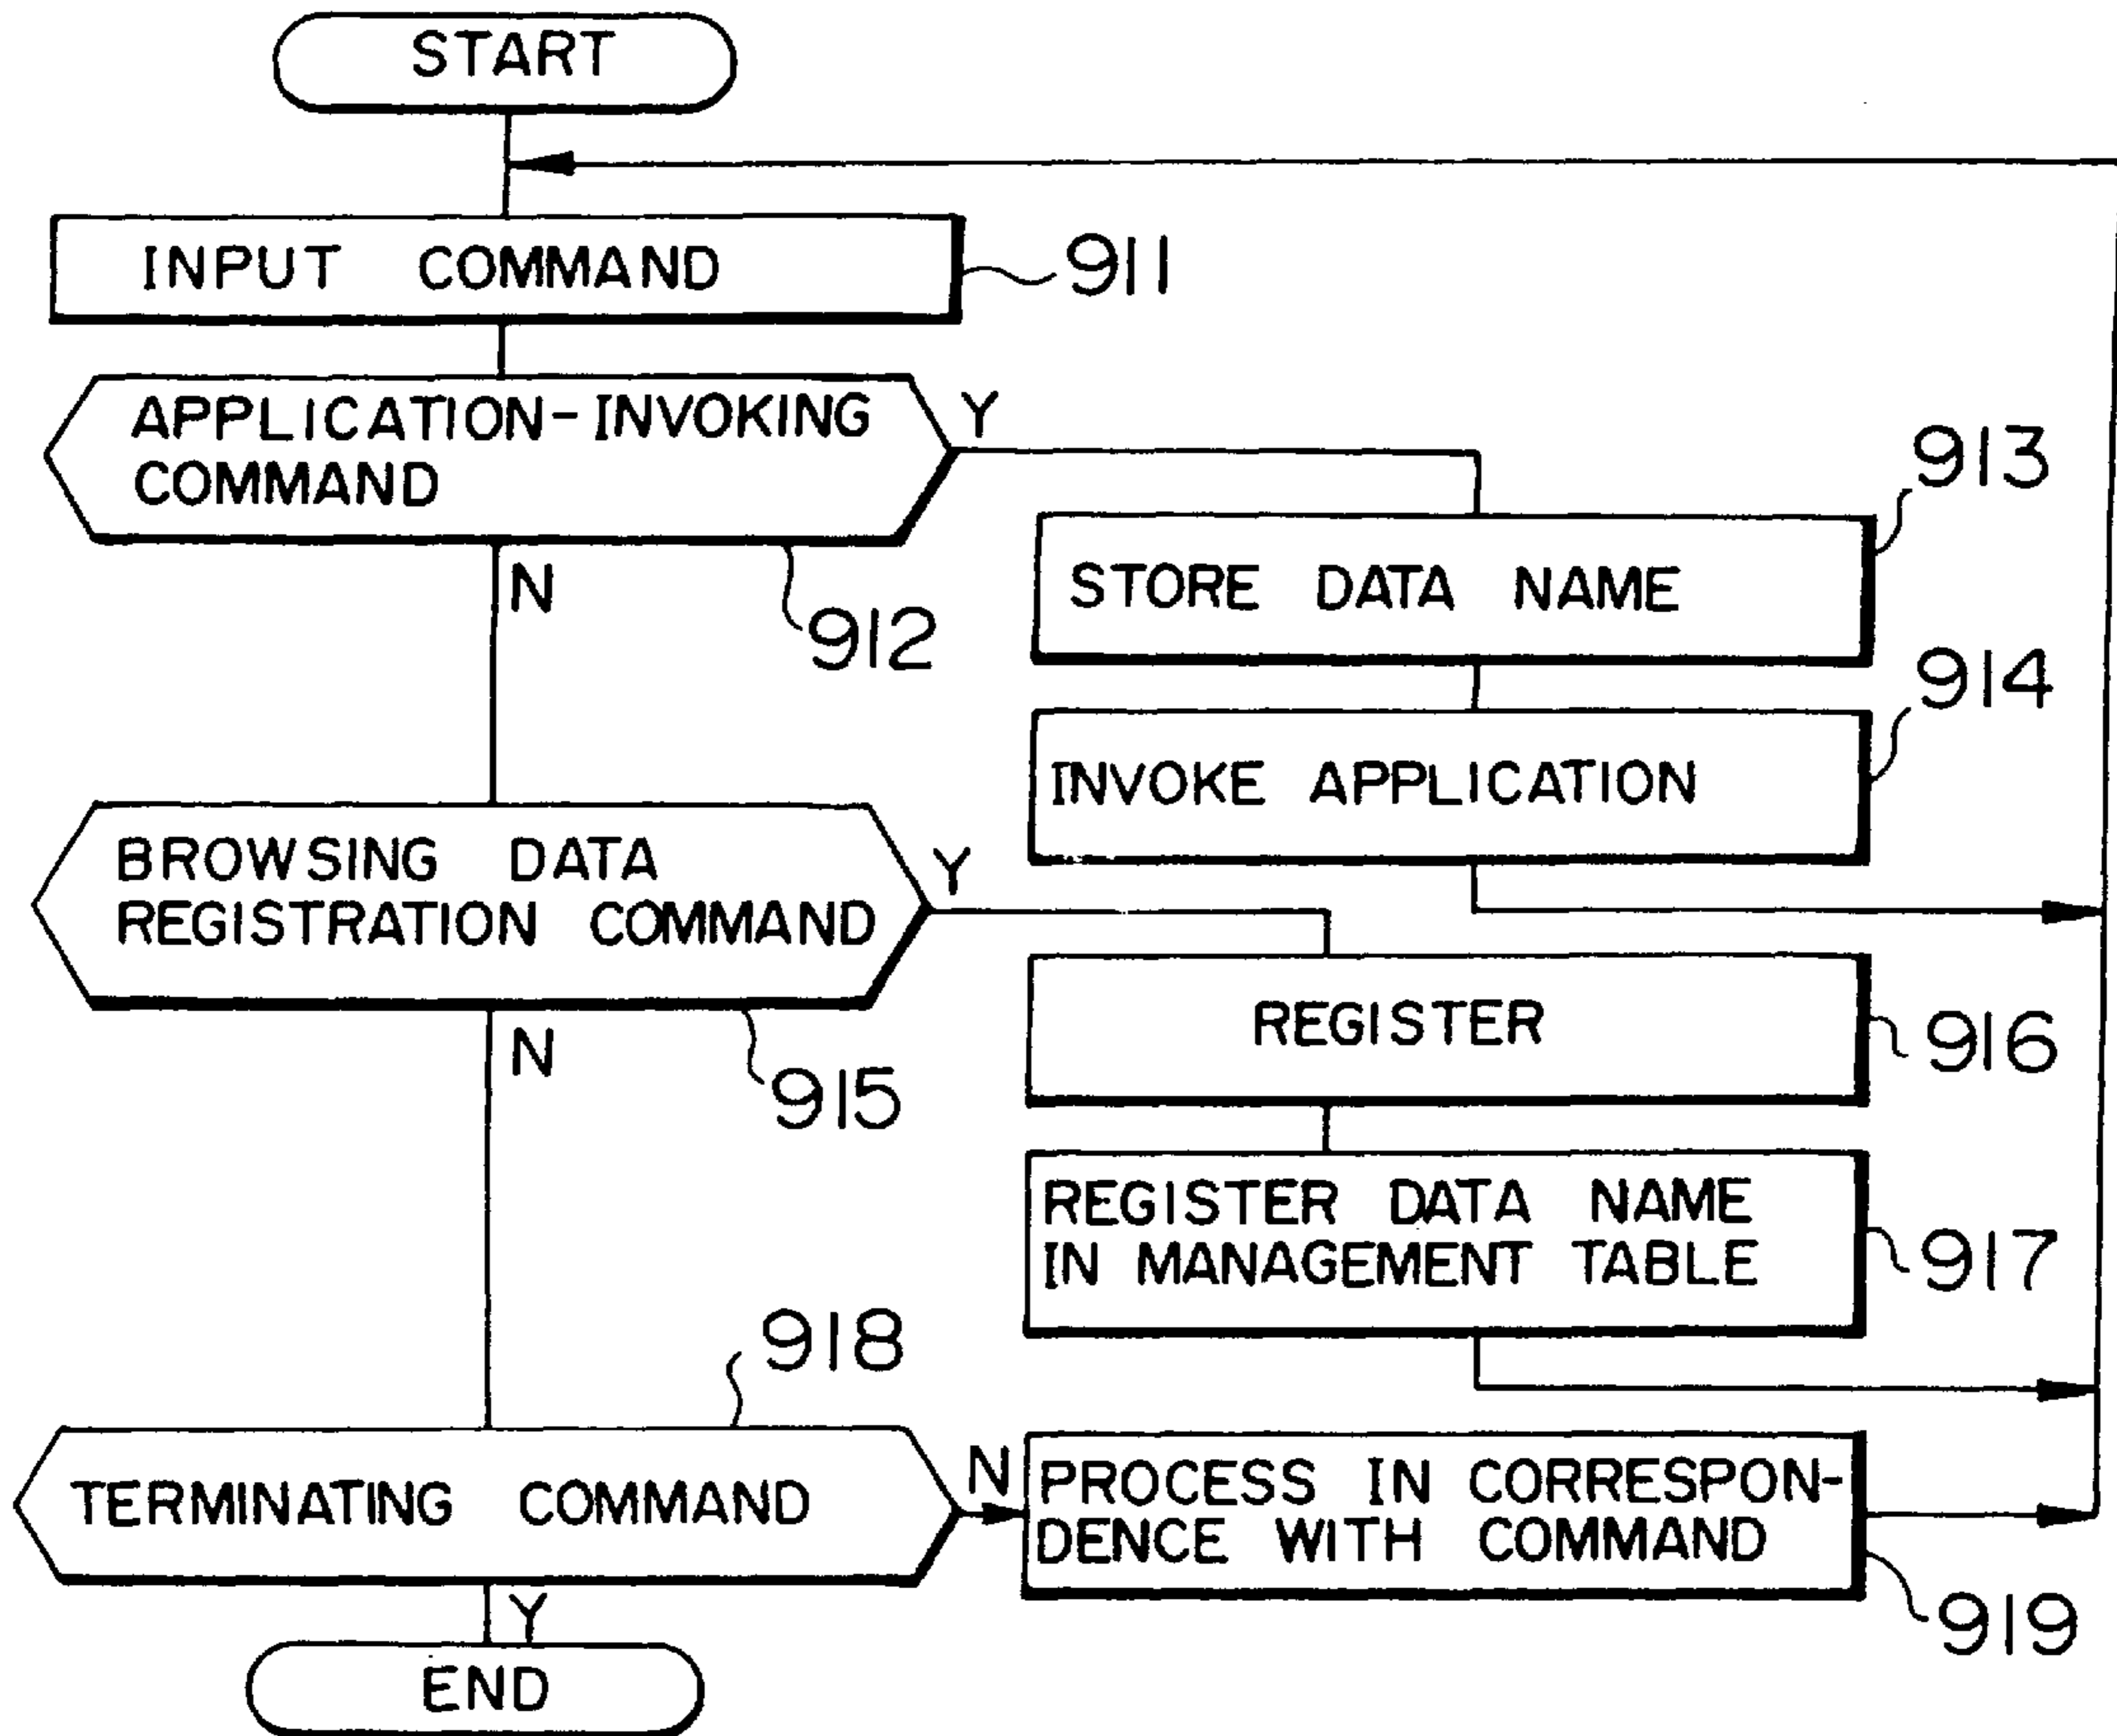 START
INPUT COMMAND
911
APPLICATION-INVOKING
COMMAND
Y
N
912
913
STORE DATA NAME
914
INVOKE APPLICATION
BROWSING DATA
REGISTRATION COMMAND
Y
N
915
REGISTER
916
REGISTER DATA NAME
IN MANAGEMENT TABLE
917
918
TERMINATING COMMAND
N
Y
PROCESS IN CORRESPON-
DENCE WITH COMMAND
919
END